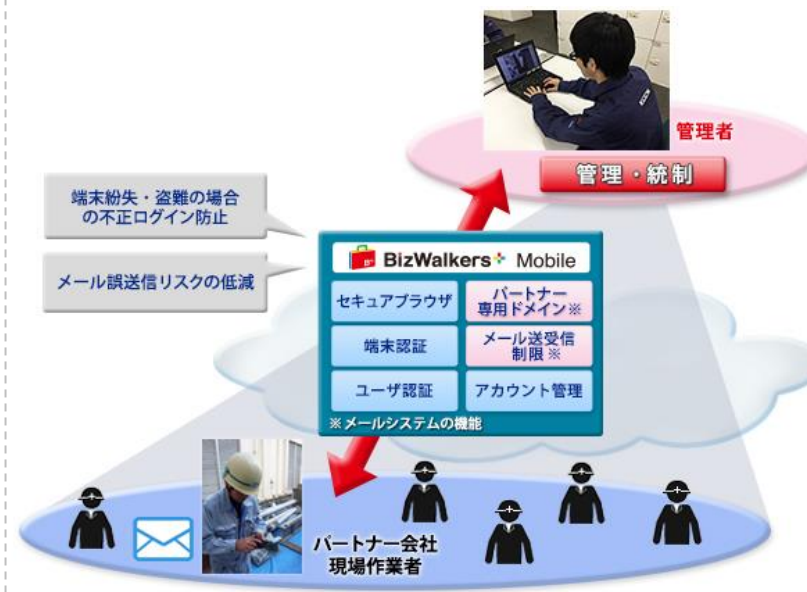 管理者
管理・統制
端末紛失・盗難の場合
の不正ログイン防止
メール誤送信リスクの低減
BizWalkers+ Mobile
セキュアブラウザ
パートナー
専用ドメイン※
端末認証
メール送受信
制限※
ユーザ認証
アカウント管理
※メールシステムの機能
パートナー会社
現場作業者